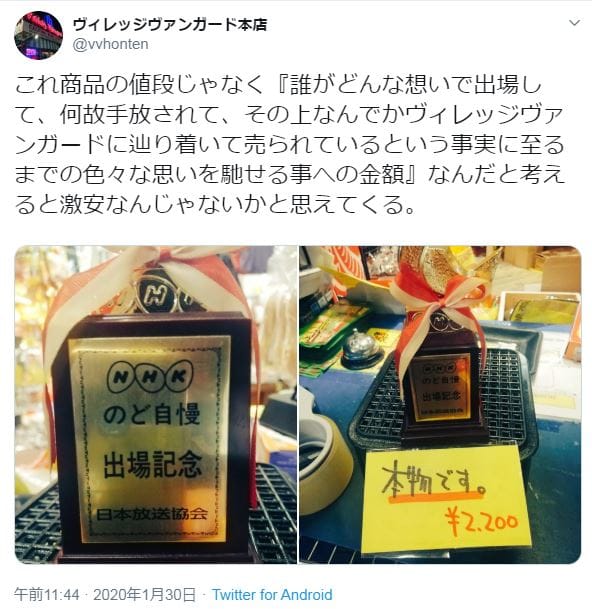 ヴィレッジヴァンガード本店
@vvhonten
これ商品の値段じゃなく『誰がどんな想いで出場し
て、何故手放されて、その上なんでかヴィレッジヴァ
ンガードに辿り着いて売られているという事実に至る
までの色々な思いを馳せる事への金額』なんだと考え
ると激安なんじゃないかと思えてくる。
N
NHK
のど自慢
出場記念
日本放送協会
N
NHK
のど自慢
出場記念
日本放送協会
本物です。
¥2.200
午前11:44 · 2020年1月30日 · Twitter for Android